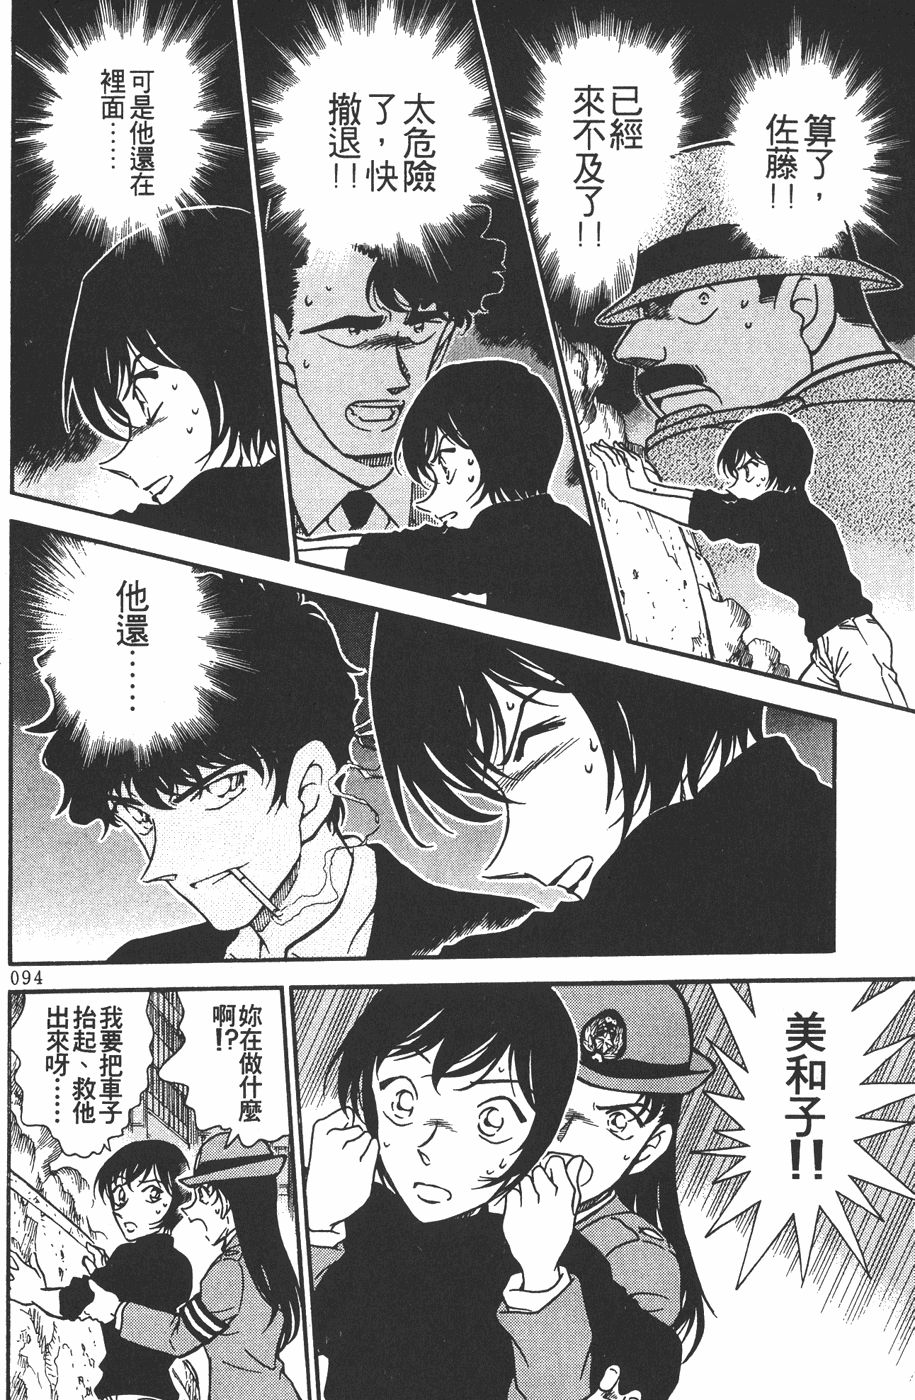 算了，
佐藤!!
已經
來不及了!!
太危險
了，快
撤退!!
可是他還在
裡面……
他還……
美和子!!
妳在做什麼
啊!?
我要把車子
抬起、救他
出來呀……
094